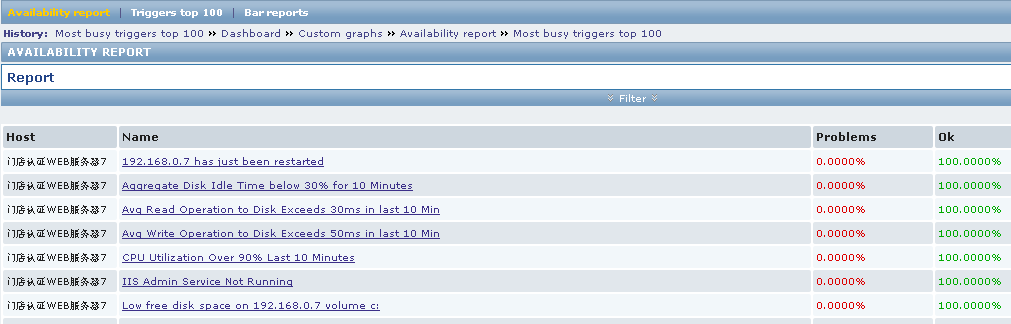 Availability report | Triggers top 100 | Bar reports
History: Most busy triggers top 100 » Dashboard » Custom graphs » Availability report » Most busy triggers top 100
AVAILABILITY REPORT
Report
Filter
Host Name Problems Ok
门店认证WEB服务器7 192.168.0.7 has just been restarted 0.0000% 100.0000%
门店认证WEB服务器7 Aggregate Disk Idle Time below 30% for 10 Minutes 0.0000% 100.0000%
门店认证WEB服务器7 Avg Read Operation to Disk Exceeds 30ms in last 10 Min 0.0000% 100.0000%
门店认证WEB服务器7 Avg Write Operation to Disk Exceeds 50ms in last 10 Min 0.0000% 100.0000%
门店认证WEB服务器7 CPU Utilization Over 90% Last 10 Minutes 0.0000% 100.0000%
门店认证WEB服务器7 IIS Admin Service Not Running 0.0000% 100.0000%
门店认证WEB服务器7 Low free disk space on 192.168.0.7 volume c: 0.0000% 100.0000%